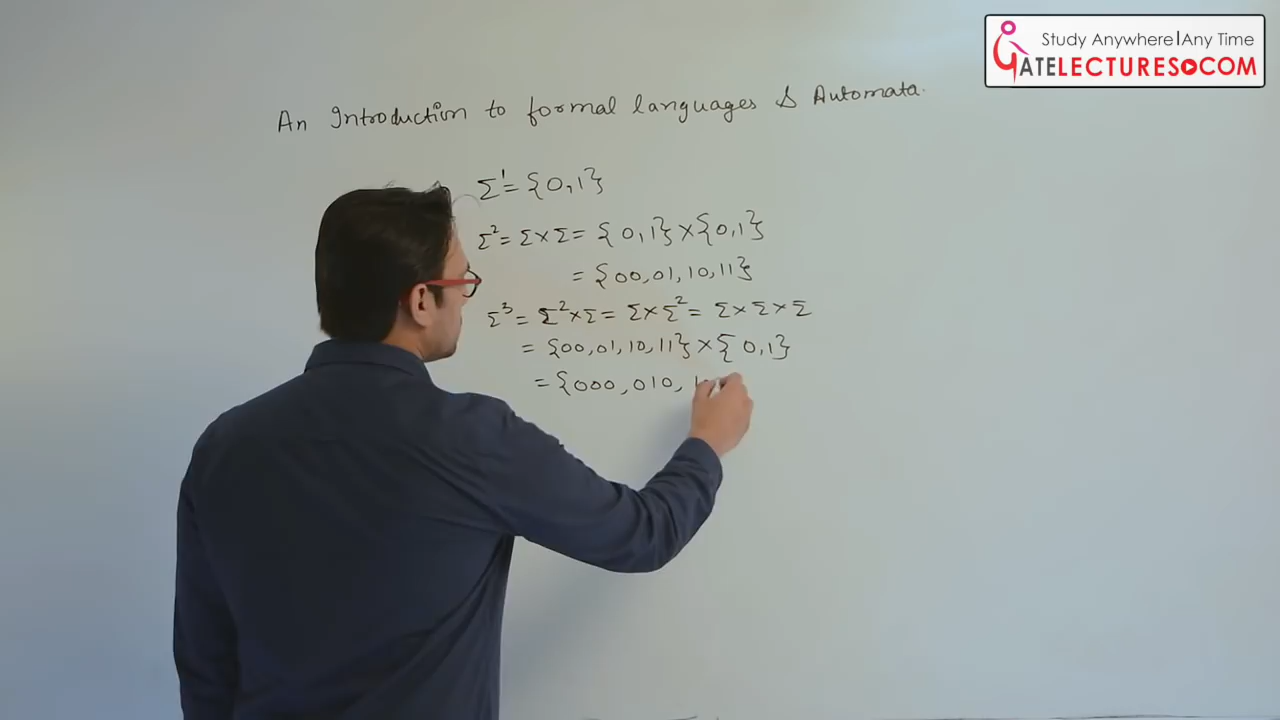 Study Anywhere|Any Time
GATELECTURES.COM
An Introduction to formal languages & Automata.
Σ¹= {0,1}
Σ²= Σ×Σ= {0,1}×{0,1}
= {00,01,10,11}
Σ³= Σ²×Σ= Σ×Σ²= Σ×Σ×Σ
= {00,01,10,11}×{0,1}
= {000,010,